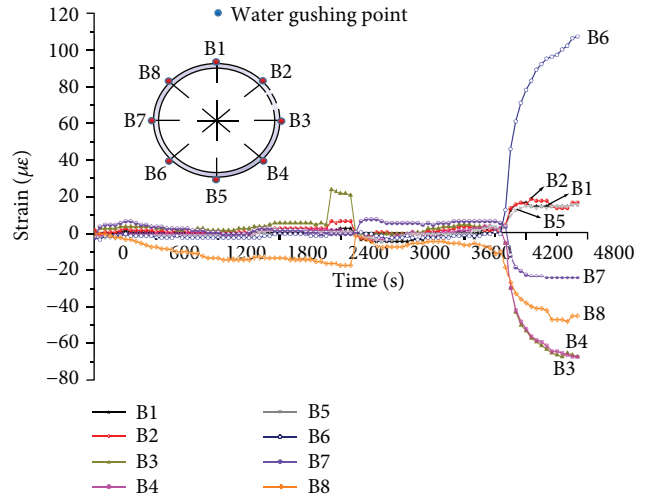 Water gushing point
120
100
80
60
40
20
0
−20
−40
−60
−80
Strain (με)
B1
B2
B3
B4
B5
B6
B7
B8
B6
B2
B1
B5
B7
B8
B4
B3
0 600 1200 1800 2400 3000 3600 4200 4800
Time (s)
B1
B2
B3
B4
B5
B6
B7
B8